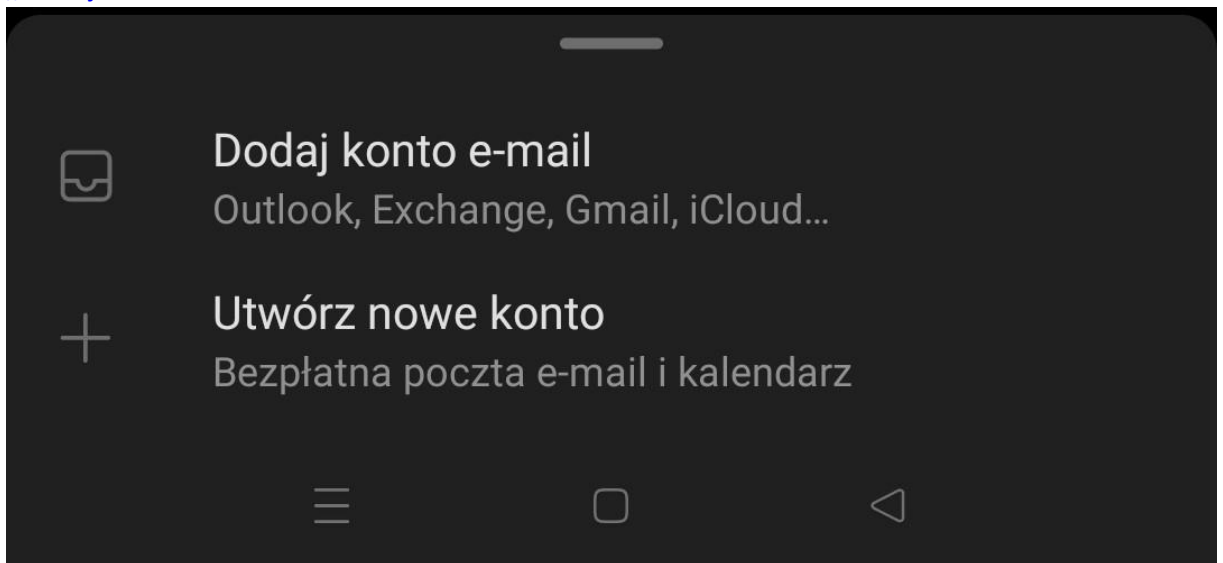 Dodaj konto e-mail
Outlook, Exchange, Gmail, iCloud...
Utwórz nowe konto
Bezpłatna poczta e-mail i kalendarz